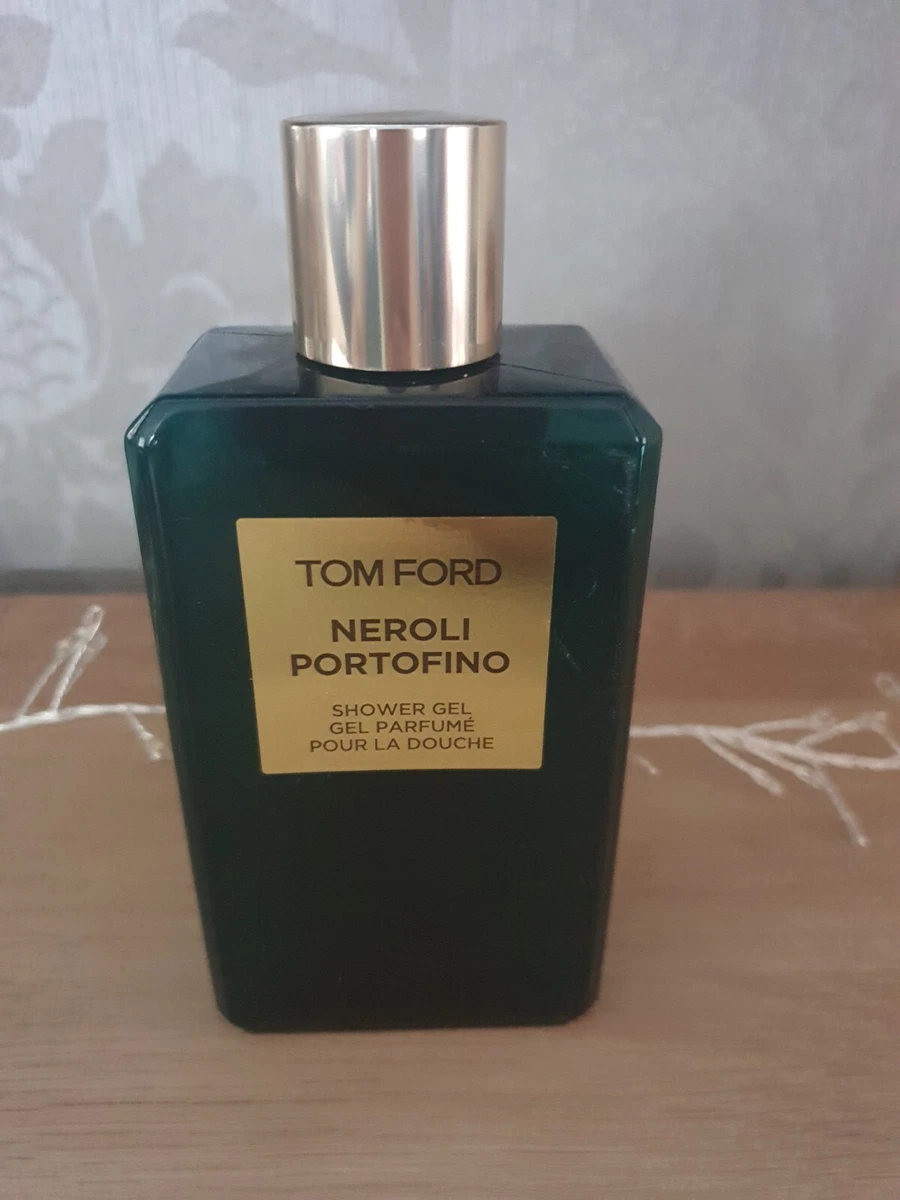 TOM FORD
NEROLI
PORTOFINO
SHOWER GEL
GEL PARFUMÉ
POUR LA DOUCHE